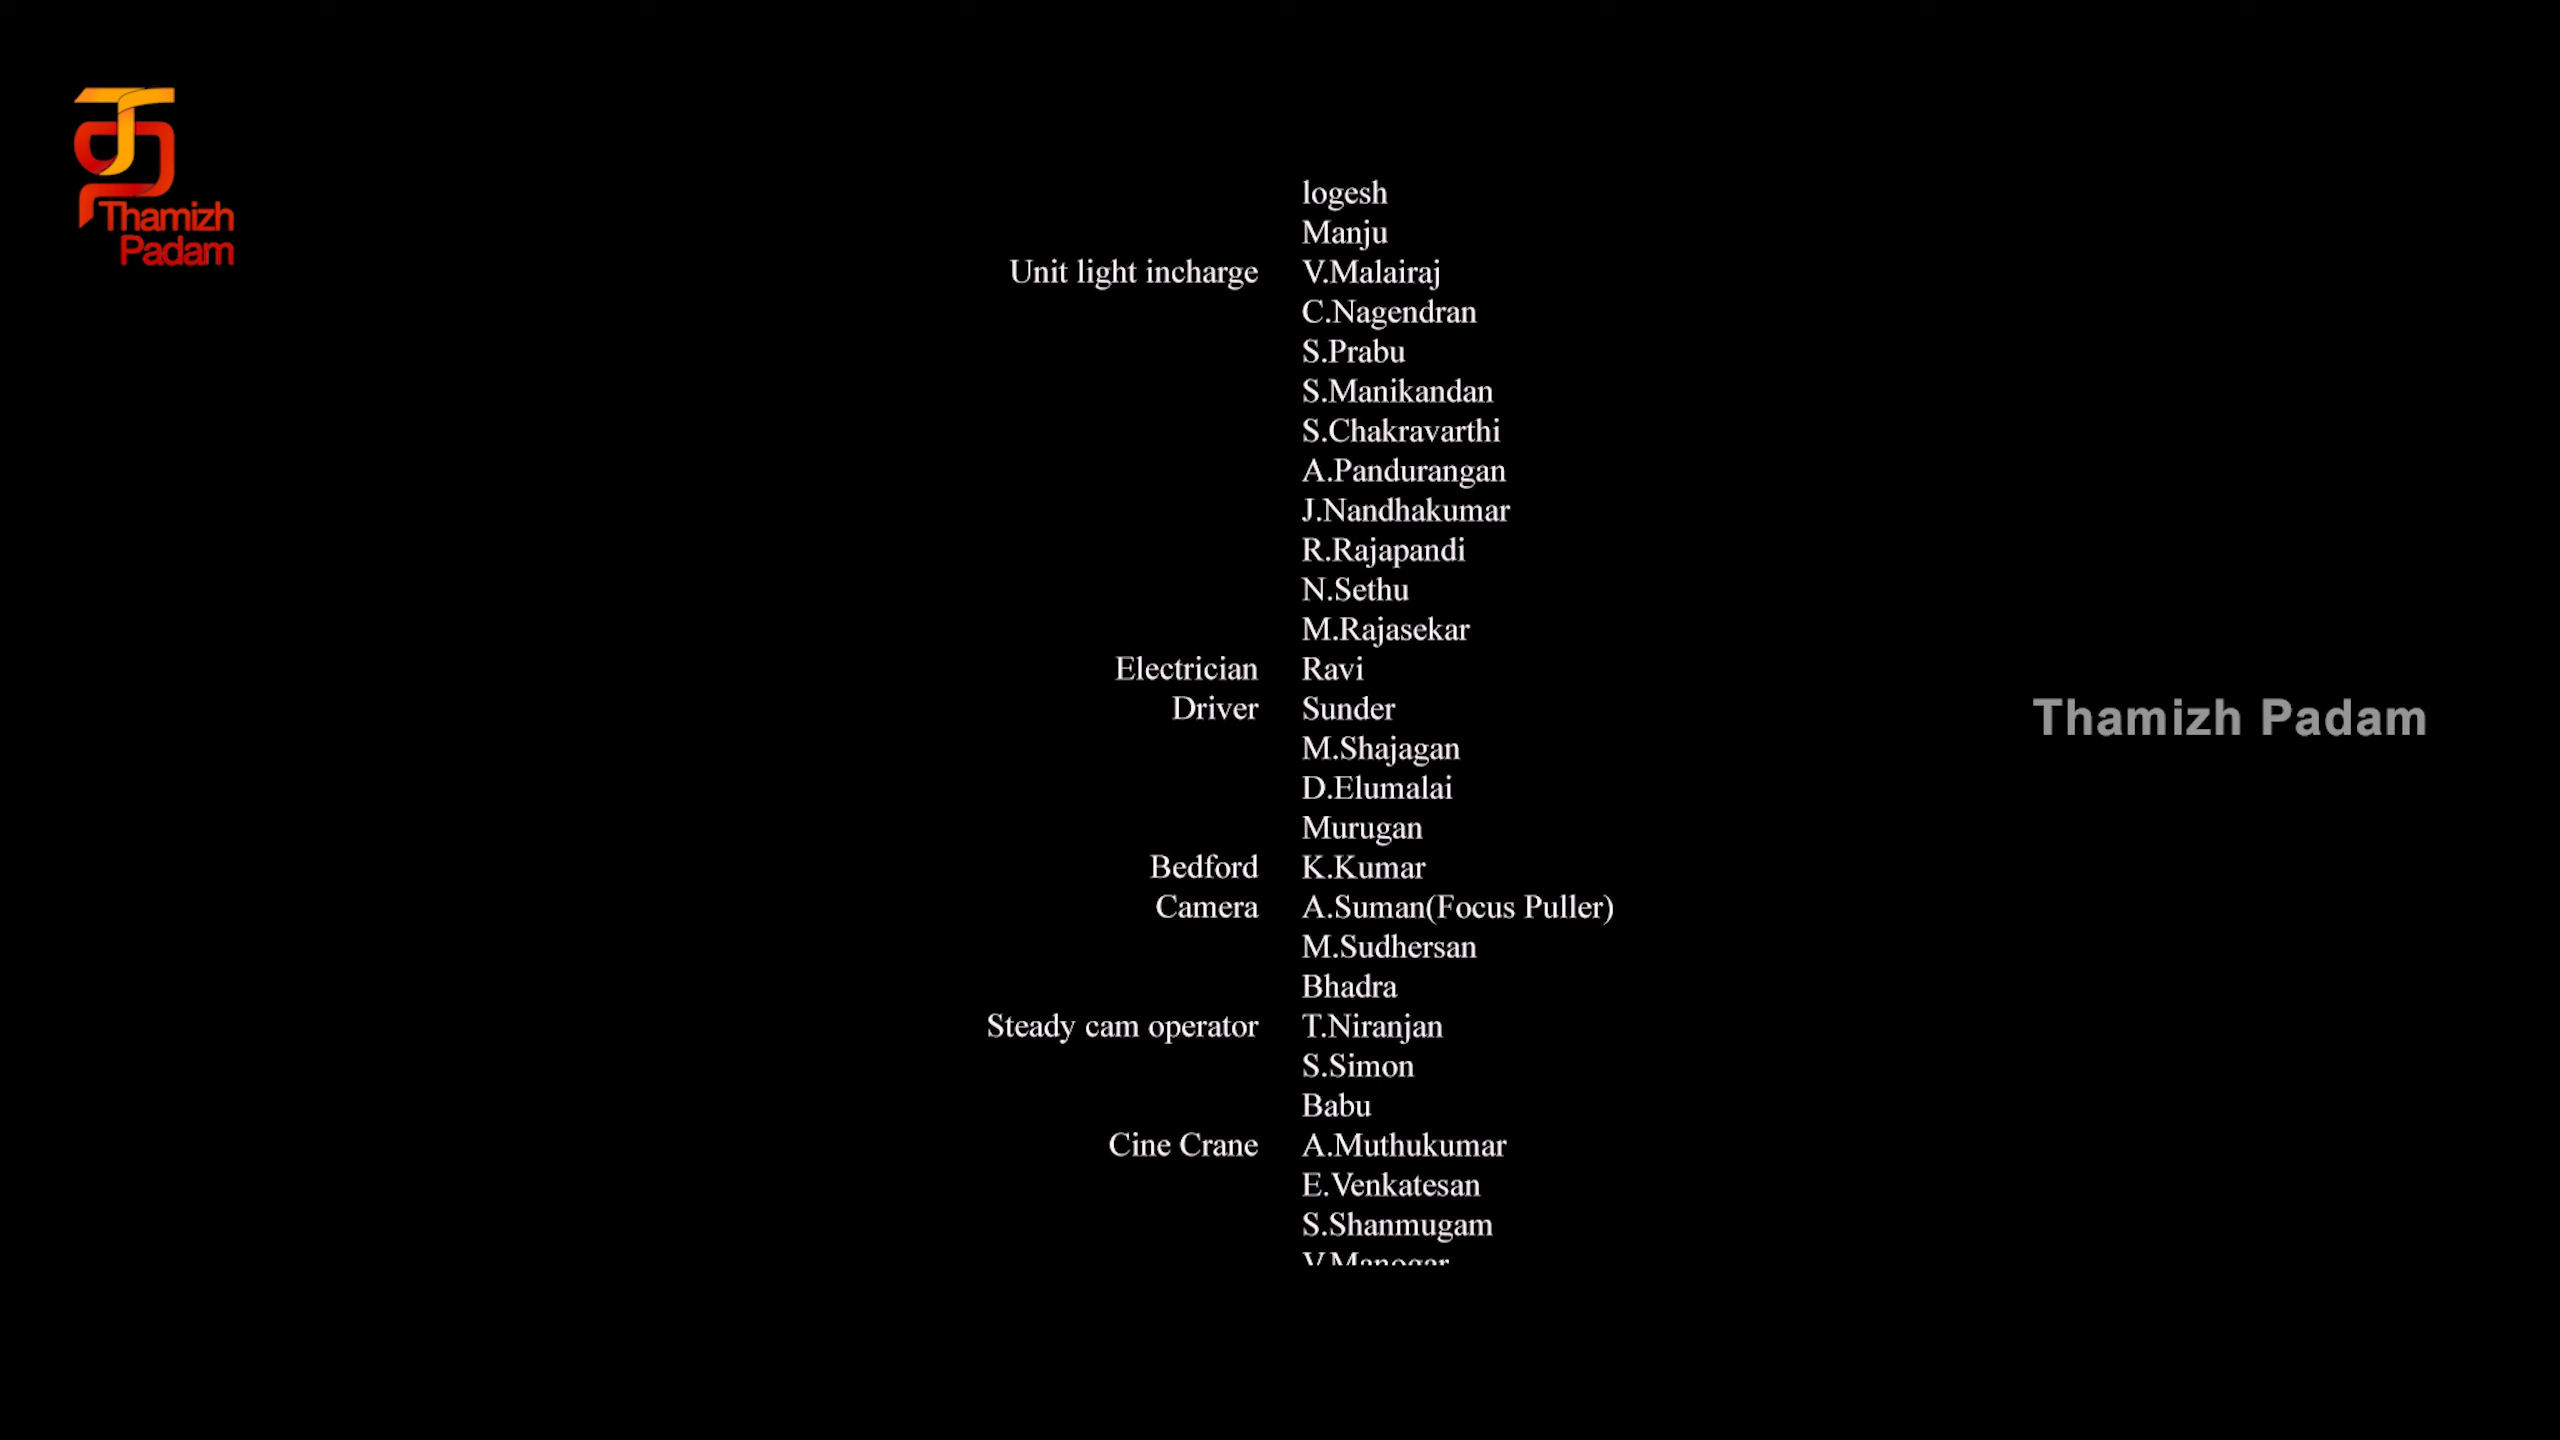 Thamizh
Padam
logesh
Manju
Unit light incharge V.Malairaj
C.Nagendran
S.Prabu
S.Manikandan
S.Chakravarthi
A.Pandurangan
J.Nandhakumar
R.Rajapandi
N.Sethu
M.Rajasekar
Electrician Ravi
Driver Sunder
M.Shajagan
D.Elumalai
Murugan
Bedford K.Kumar
Camera A.Suman(Focus Puller)
M.Sudhersan
Bhadra
Steady cam operator T.Niranjan
S.Simon
Babu
Cine Crane A.Muthukumar
E.Venkatesan
S.Shanmugam
V.Manogar
Thamizh Padam